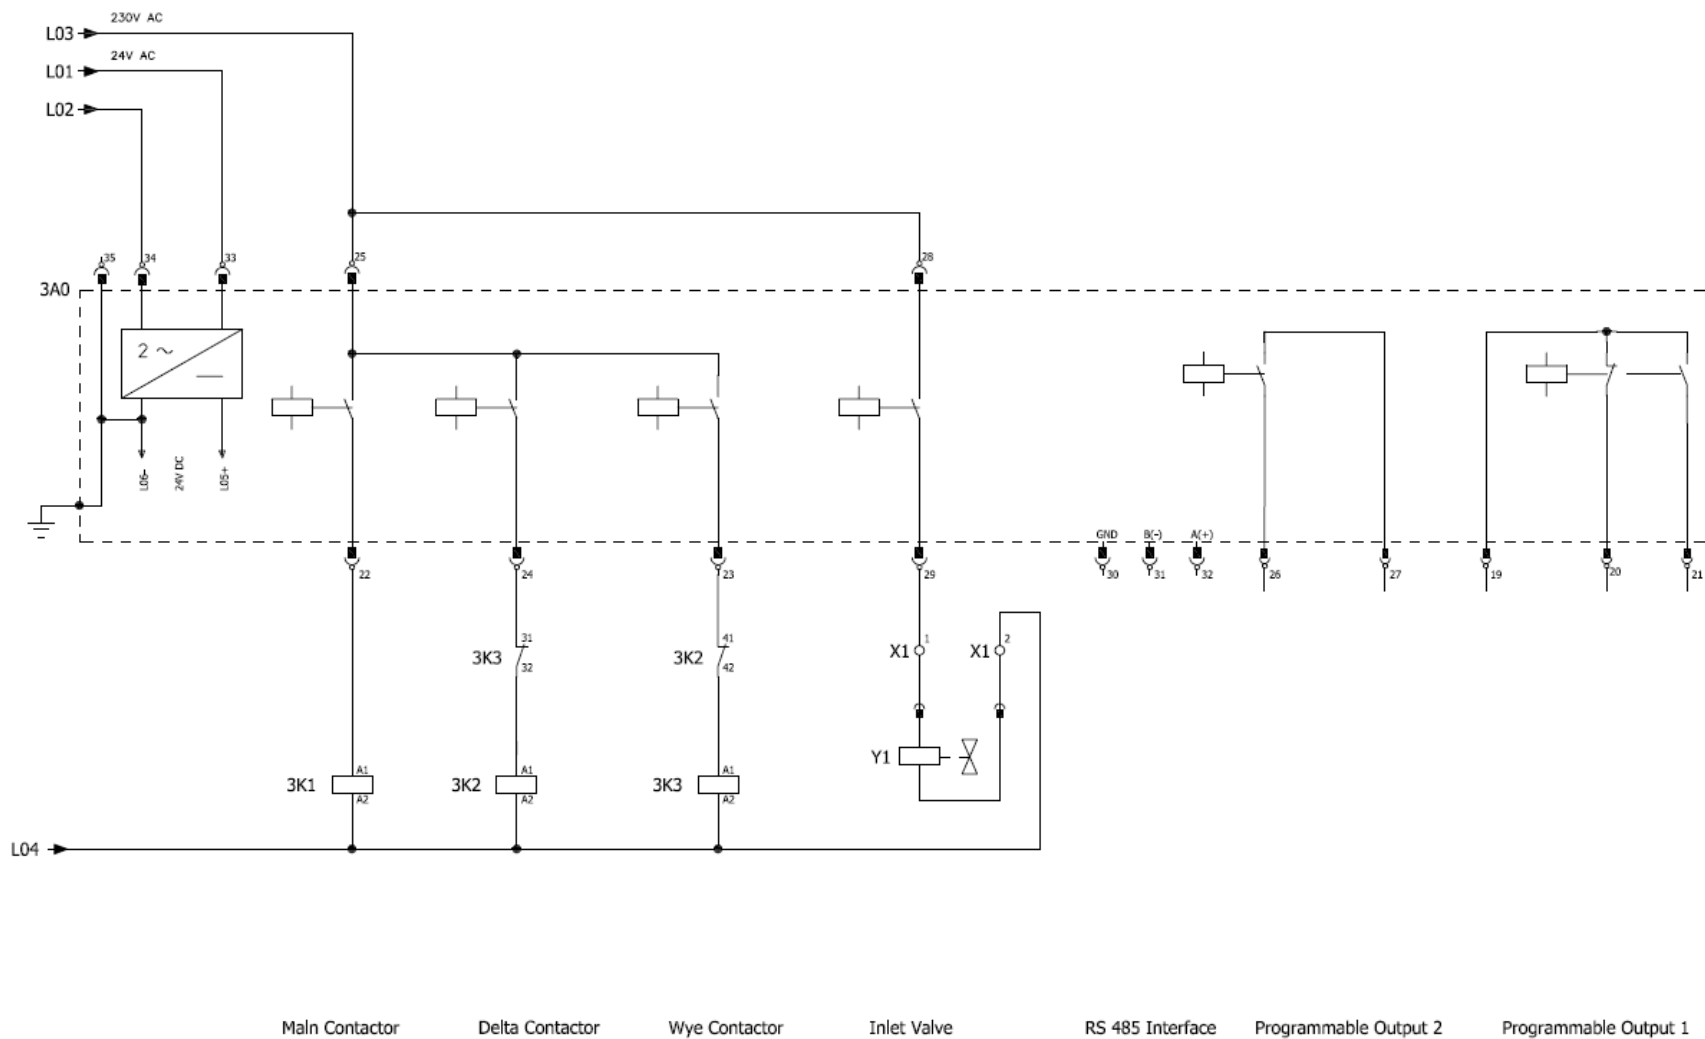 230V AC
L03
24V AC
L01
L02
35 34 33 25 28
3A0
2 ~
L06-
24V DC
L05+
GND B(-) A(+)
22 24 23 29 30 31 32 26 27 19 20 21
31 41 1 2
3K3 3K2 X1 X1
32 42
Y1
A1 A1 A1
3K1 3K2 3K3
A2 A2 A2
L04
Main Contactor Delta Contactor Wye Contactor Inlet Valve RS 485 Interface Programmable Output 2 Programmable Output 1